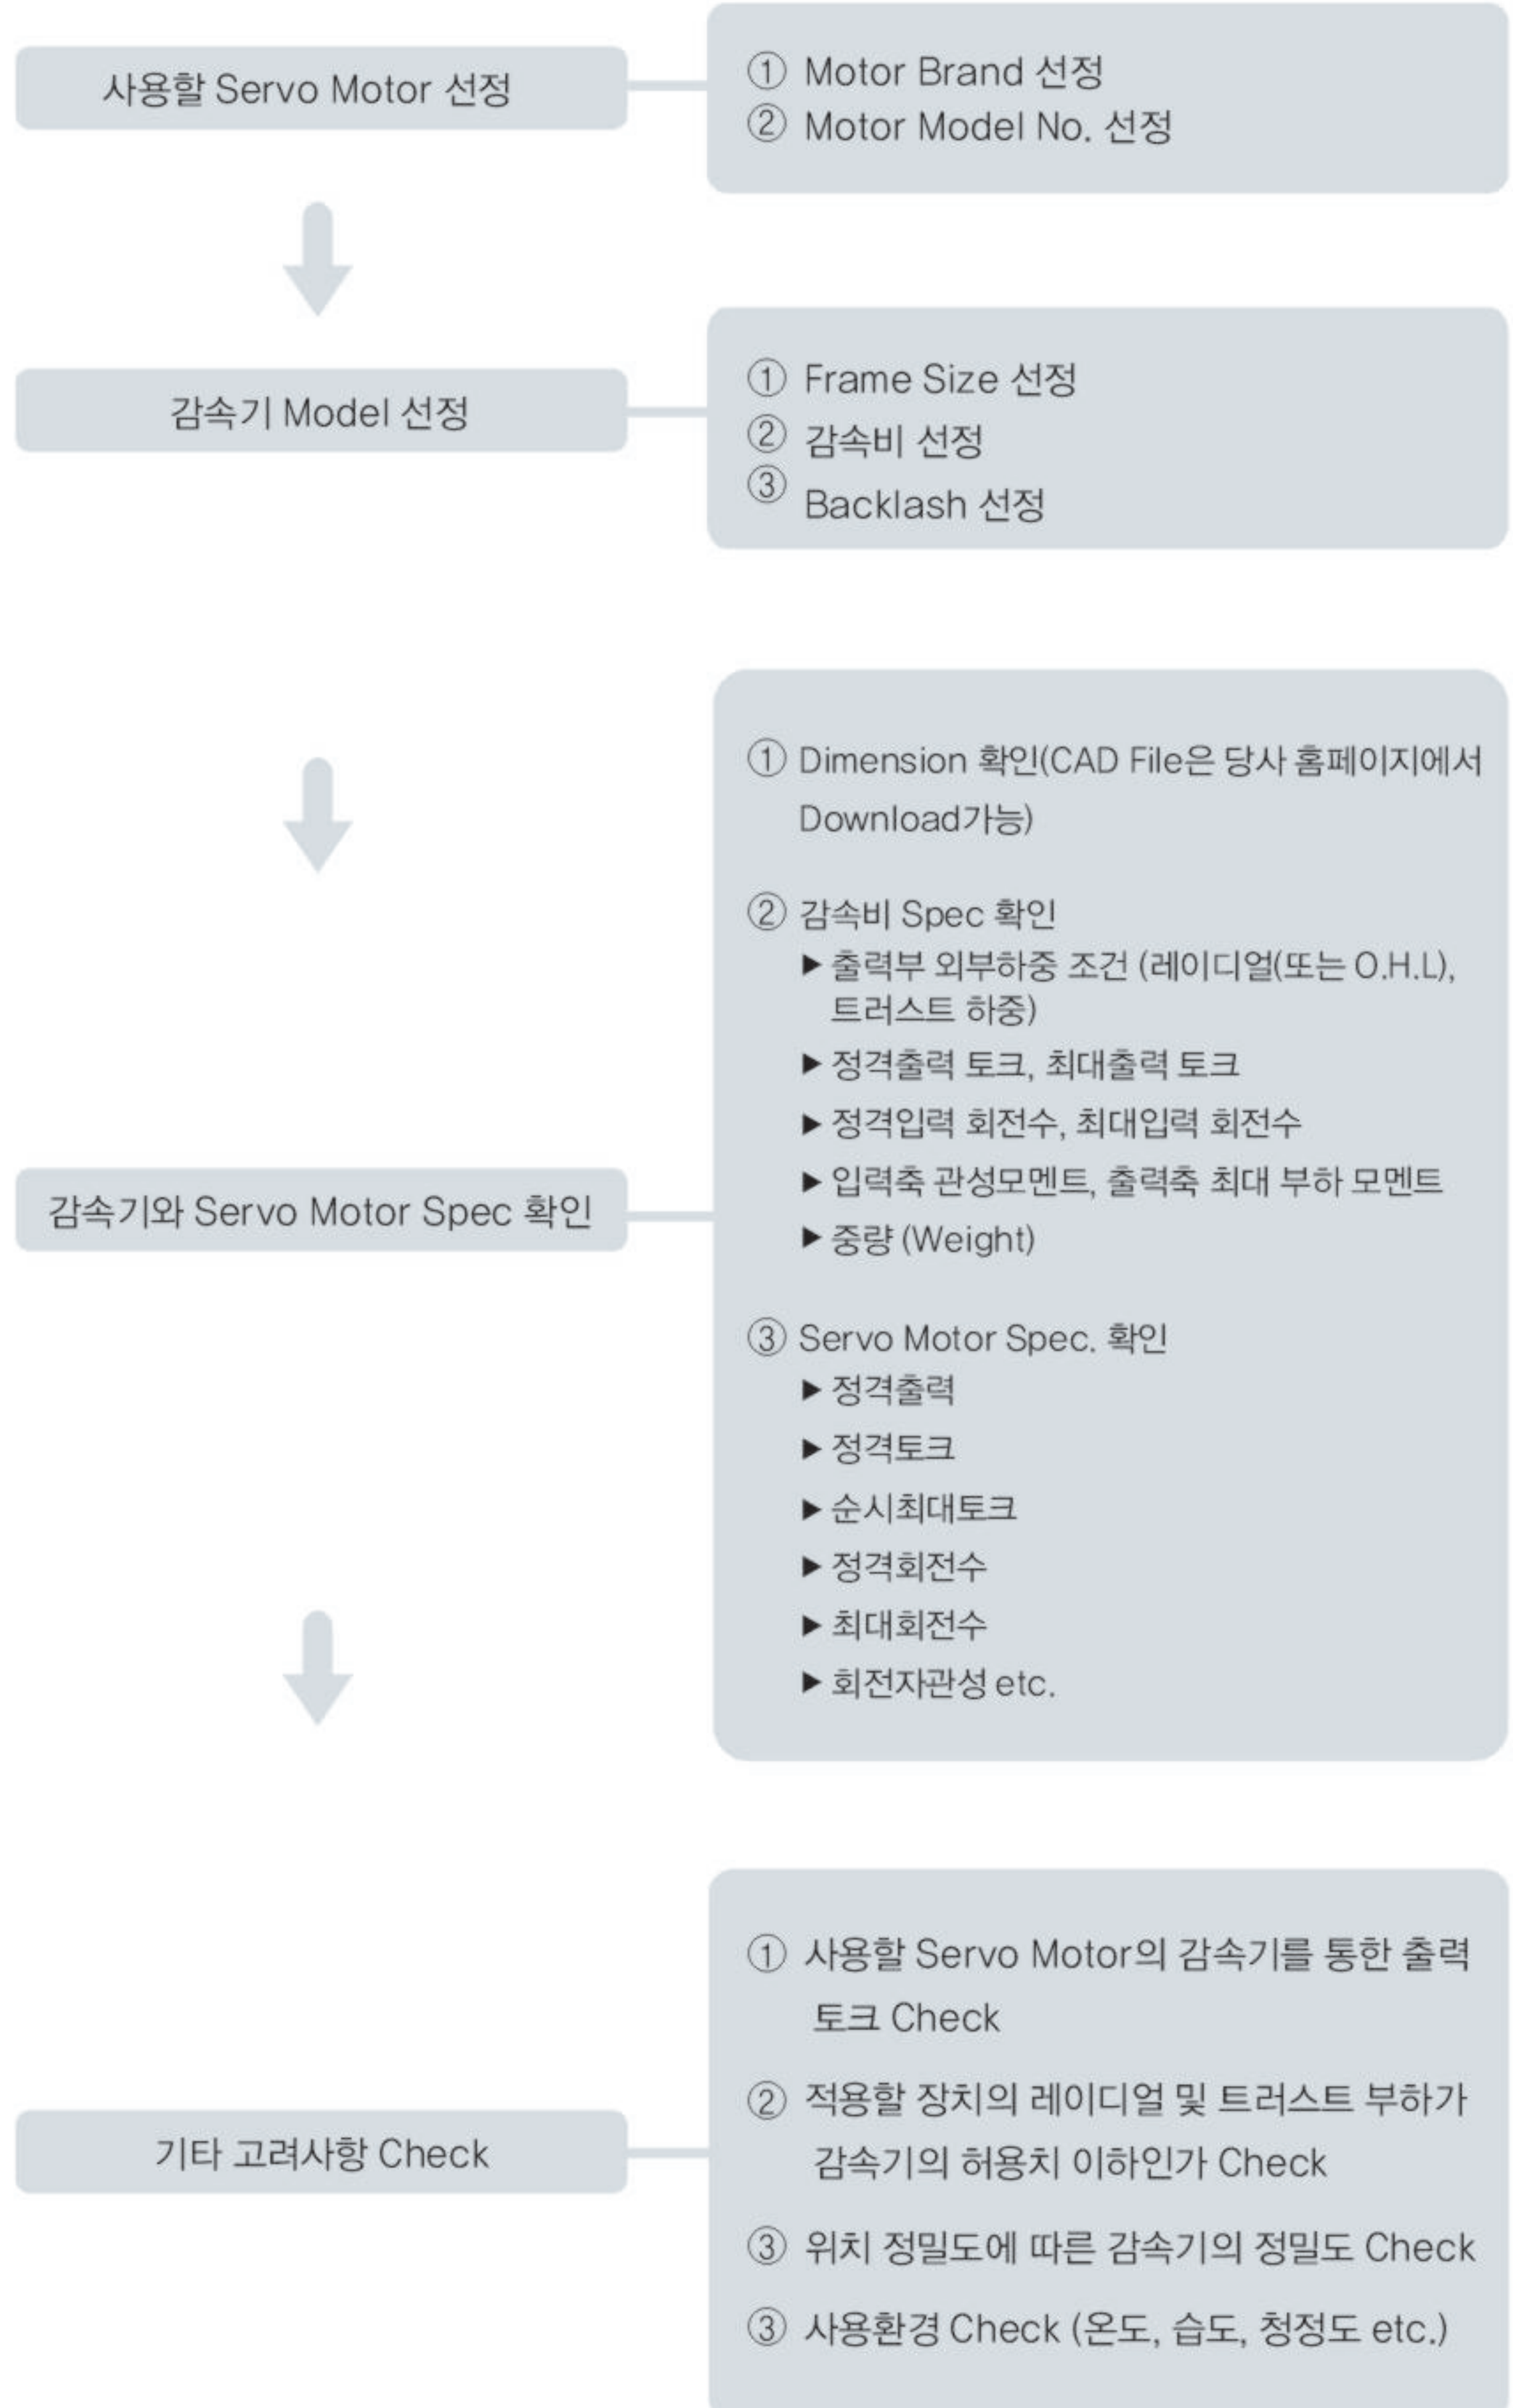 사용할 Servo Motor 선정
① Motor Brand 선정
② Motor Model No. 선정
감속기 Model 선정
① Frame Size 선정
② 감속비 선정
③ Backlash 선정
감속기와 Servo Motor Spec 확인
① Dimension 확인(CAD File은 당사 홈페이지에서
Download가능)
② 감속비 Spec 확인
▶ 출력부 외부하중 조건 (레이디얼(또는 O.H.L),
트러스트 하중)
▶ 정격출력 토크, 최대출력 토크
▶ 정격입력 회전수, 최대입력 회전수
▶ 입력축 관성모멘트, 출력축 최대 부하 모멘트
▶ 중량 (Weight)
③ Servo Motor Spec. 확인
▶ 정격출력
▶ 정격토크
▶ 순시최대토크
▶ 정격회전수
▶ 최대회전수
▶ 회전자관성 etc.
기타 고려사항 Check
① 사용할 Servo Motor의 감속기를 통한 출력
토크 Check
② 적용할 장치의 레이디얼 및 트러스트 부하가
감속기의 허용치 이하인가 Check
③ 위치 정밀도에 따른 감속기의 정밀도 Check
③ 사용환경 Check (온도, 습도, 청정도 etc.)